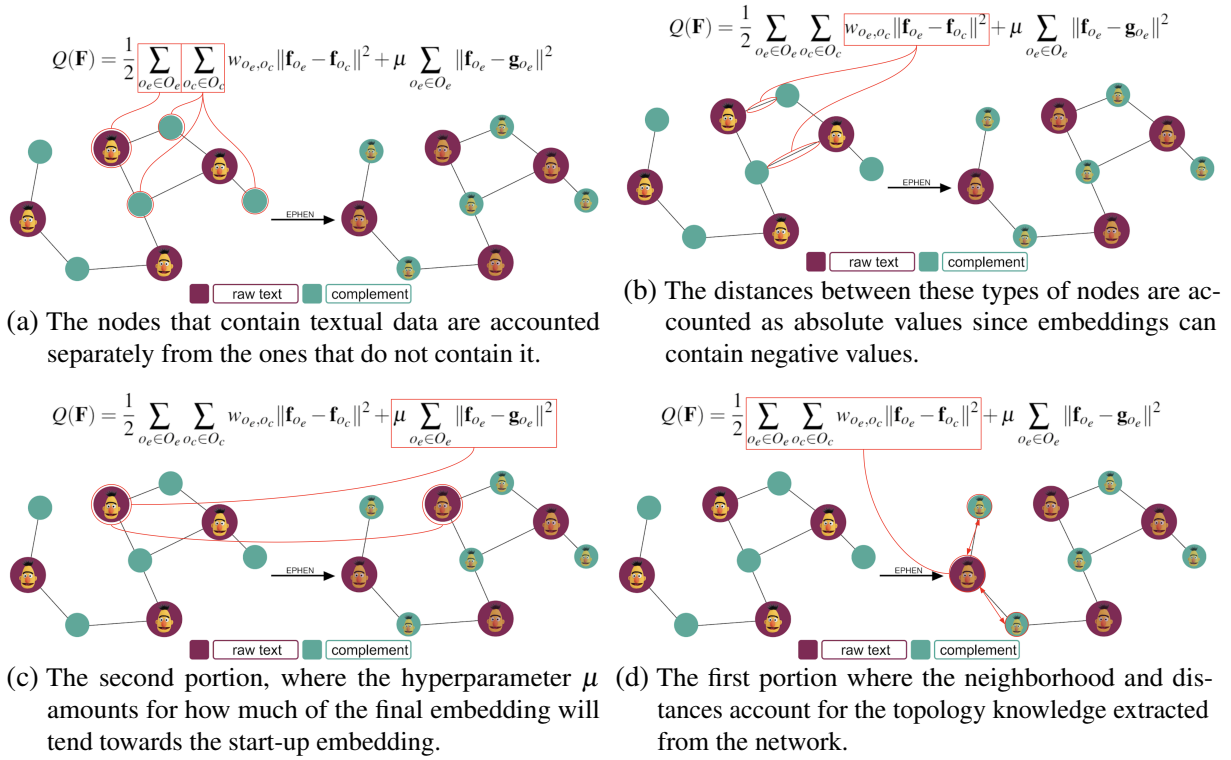 Q(F) = 1/2 ∑_{o_e∈O_e} ∑_{o_c∈O_c} w_{o_e,o_c} ‖f_{o_e} − f_{o_c}‖² + μ ∑_{o_e∈O_e} ‖f_{o_e} − g_{o_e}‖²
EPHEN
raw text complement
(a) The nodes that contain textual data are accounted
separately from the ones that do not contain it.
Q(F) = 1/2 ∑_{o_e∈O_e} ∑_{o_c∈O_c} w_{o_e,o_c} ‖f_{o_e} − f_{o_c}‖² + μ ∑_{o_e∈O_e} ‖f_{o_e} − g_{o_e}‖²
EPHEN
raw text complement
(b) The distances between these types of nodes are ac-
counted as absolute values since embeddings can
contain negative values.
Q(F) = 1/2 ∑_{o_e∈O_e} ∑_{o_c∈O_c} w_{o_e,o_c} ‖f_{o_e} − f_{o_c}‖² + μ ∑_{o_e∈O_e} ‖f_{o_e} − g_{o_e}‖²
EPHEN
raw text complement
(c) The second portion, where the hyperparameter μ
amounts for how much of the final embedding will
tend towards the start-up embedding.
Q(F) = 1/2 ∑_{o_e∈O_e} ∑_{o_c∈O_c} w_{o_e,o_c} ‖f_{o_e} − f_{o_c}‖² + μ ∑_{o_e∈O_e} ‖f_{o_e} − g_{o_e}‖²
EPHEN
raw text complement
(d) The first portion where the neighborhood and dis-
tances account for the topology knowledge extracted
from the network.